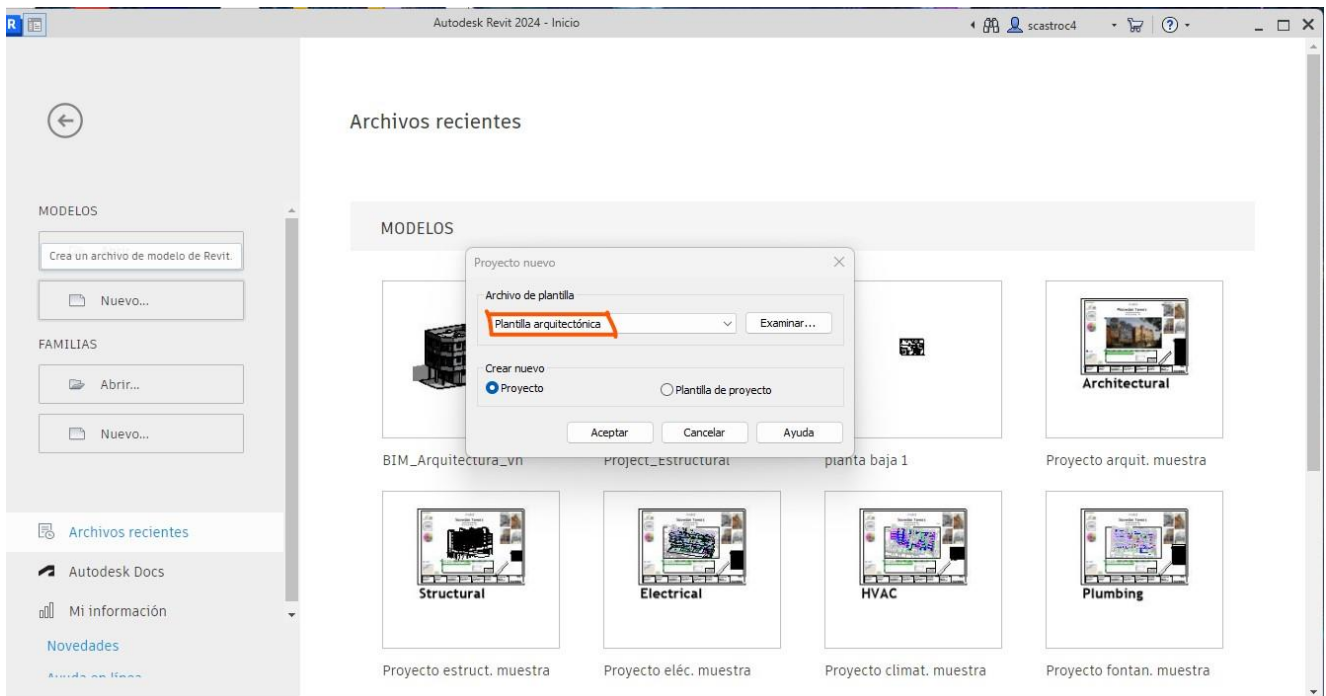 R
Autodesk Revit 2024 - Inicio
scastroc4
Archivos recientes
MODELOS
Crea un archivo de modelo de Revit.
Nuevo...
FAMILIAS
Abrir...
Nuevo...
Archivos recientes
Autodesk Docs
Mi información
Novedades
MODELOS
Proyecto nuevo
Archivo de plantilla
Plantilla arquitectónica
Examinar...
Crear nuevo
Proyecto
Plantilla de proyecto
Aceptar
Cancelar
Ayuda
Architectural
planta baja 1
Proyecto arquit. muestra
Structural
Electrical
HVAC
Plumbing
Proyecto estruct. muestra
Proyecto eléc. muestra
Proyecto climat. muestra
Proyecto fontan. muestra